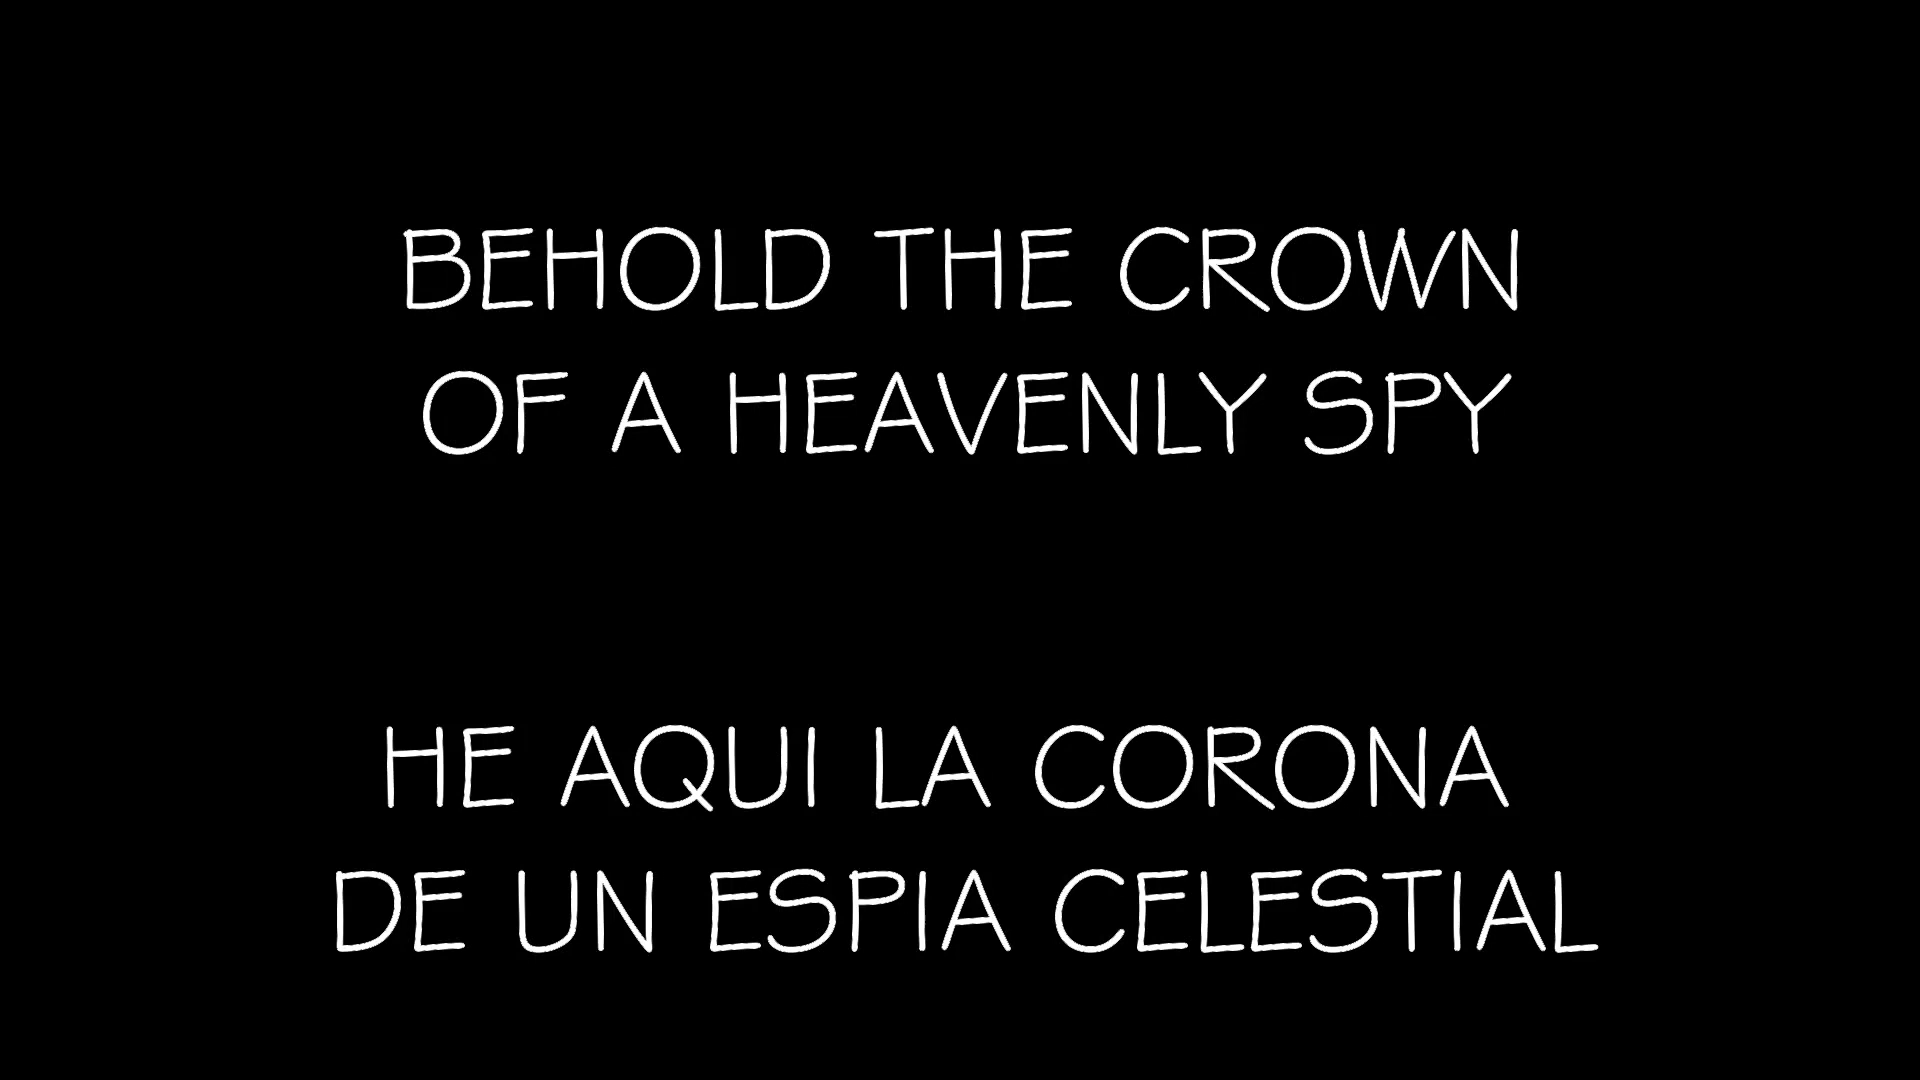 BEHOLD THE CROWN
OF A HEAVENLY SPY
HE AQUI LA CORONA
DE UN ESPIA CELESTIAL